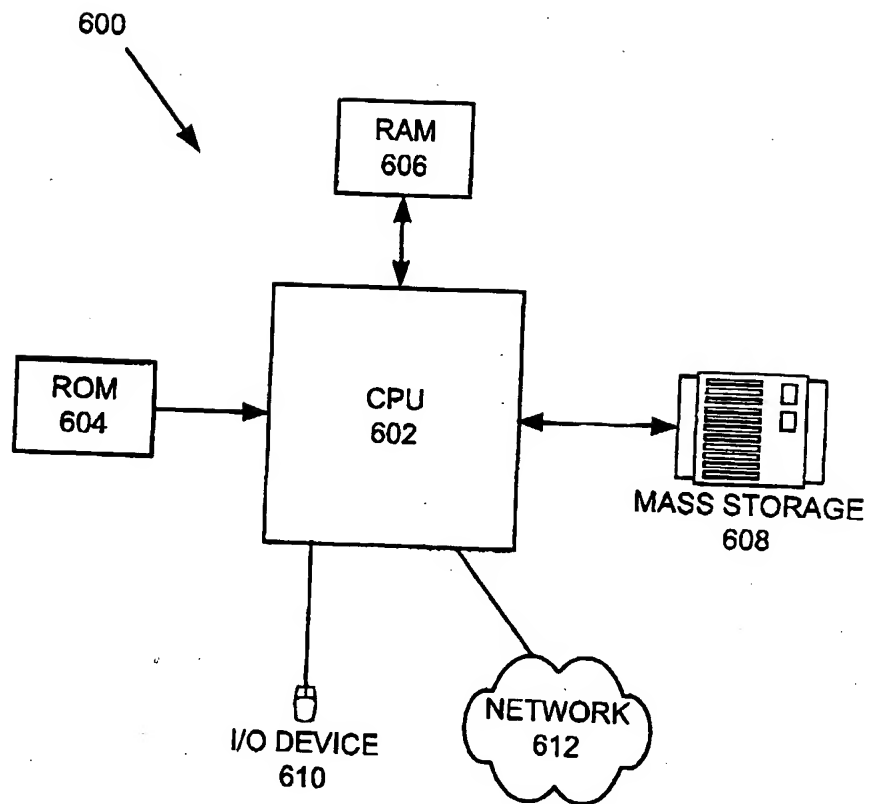 600
RAM
606
ROM
604
CPU
602
MASS STORAGE
608
I/O DEVICE
610
NETWORK
612